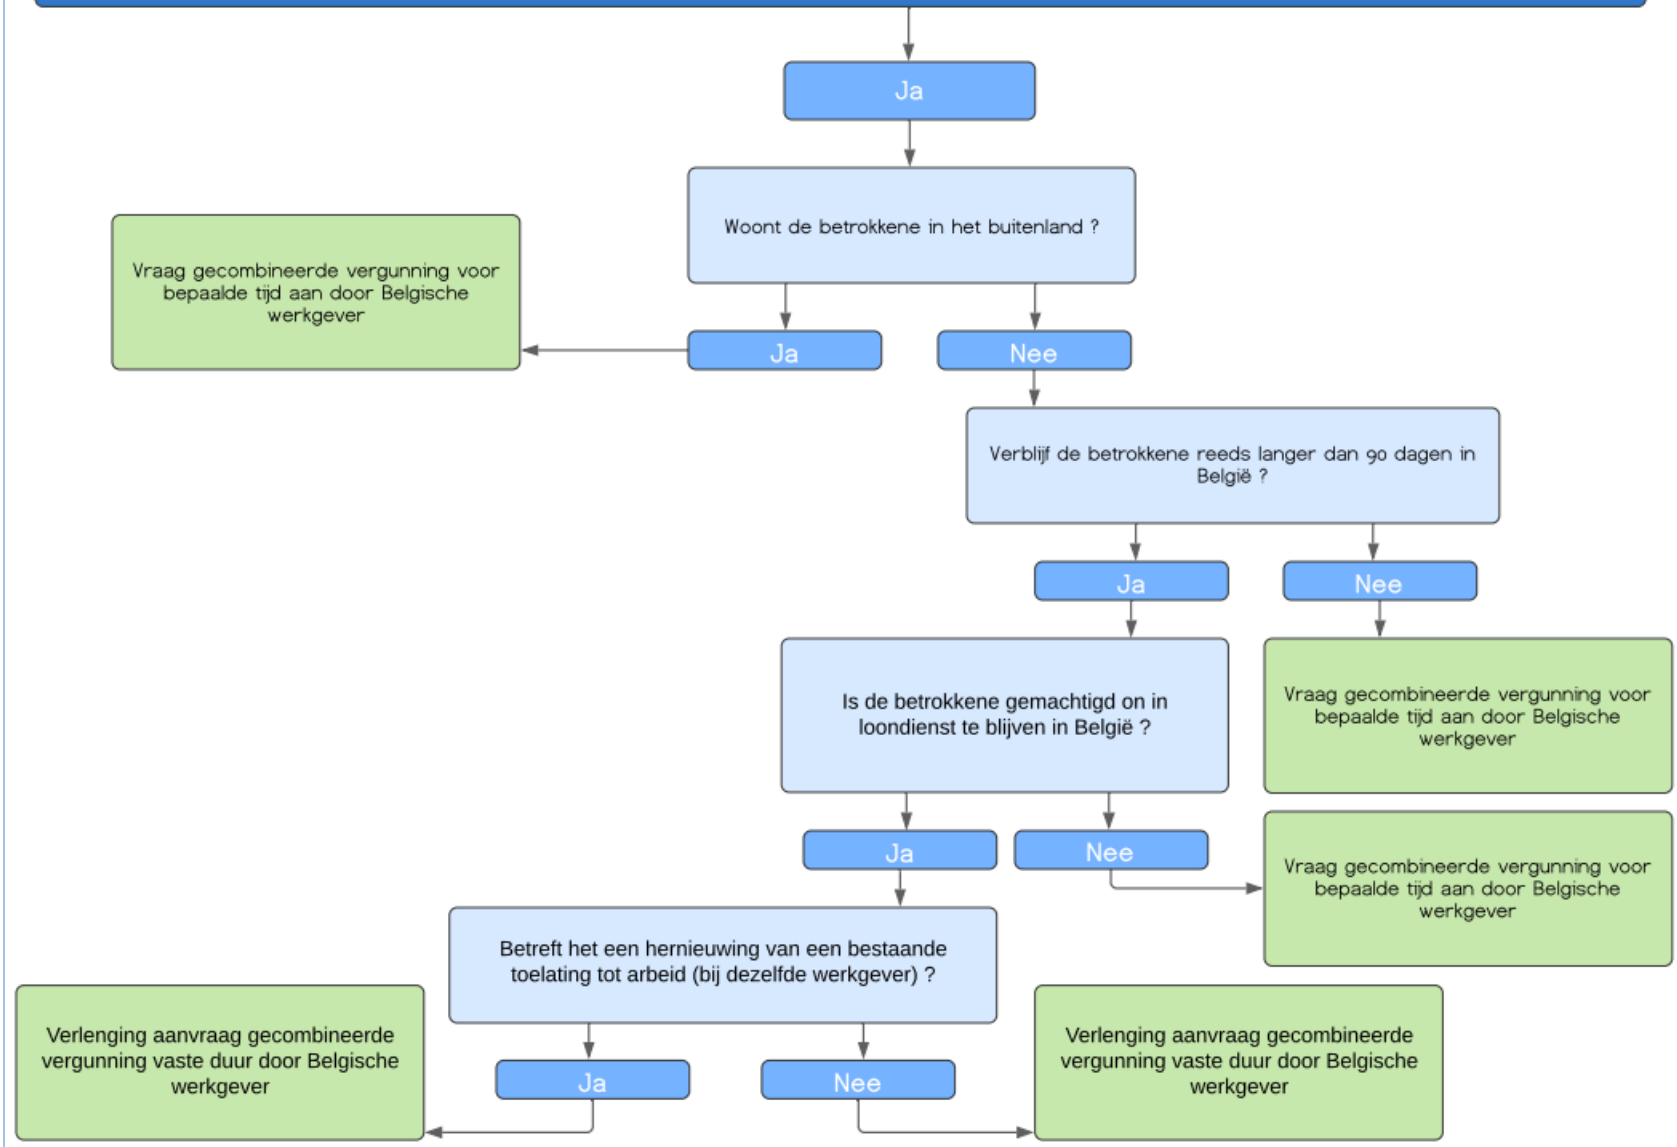 Ja
Woont de betrokkene in het buitenland ?
Vraag gecombineerde vergunning voor
bepaalde tijd aan door Belgische
werkgever
Ja
Nee
Verblijf de betrokkene reeds langer dan 90 dagen in
België ?
Ja
Nee
Is de betrokkene gemachtigd on in
loondienst te blijven in België ?
Vraag gecombineerde vergunning voor
bepaalde tijd aan door Belgische
werkgever
Ja
Nee
Vraag gecombineerde vergunning voor
bepaalde tijd aan door Belgische
werkgever
Betreft het een hernieuwing van een bestaande
toelating tot arbeid (bij dezelfde werkgever) ?
Verlenging aanvraag gecombineerde
vergunning vaste duur door Belgische
werkgever
Ja
Nee
Verlenging aanvraag gecombineerde
vergunning vaste duur door Belgische
werkgever